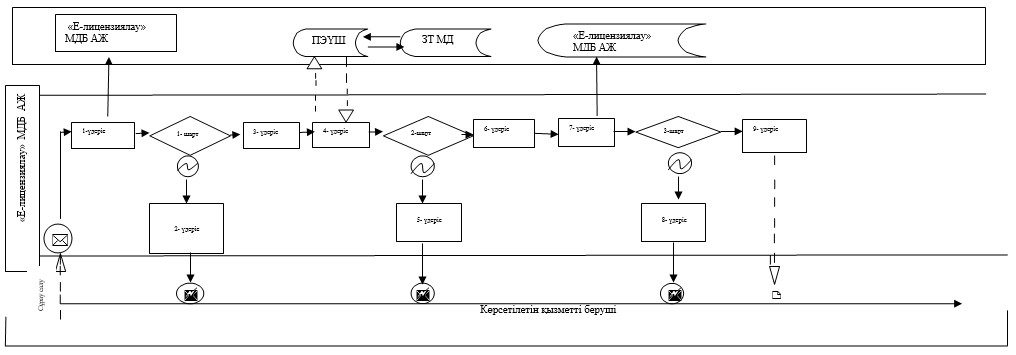 «Е-лицензиялау»
МДБ АЖ
ПЭҮШ
ЗТ МД
«Е-лицензиялау»
МДБ АЖ
«Е-лицензиялау» МДБ АЖ
1-үдеріс
1- шарт
3- үдеріс
4- үдеріс
2-шарт
6- үдеріс
7- үдеріс
3-шарт
9- үдеріс
2- үдеріс
5- үдеріс
8- үдеріс
Сұрау салу
Көрсетілетін қызметті беруші